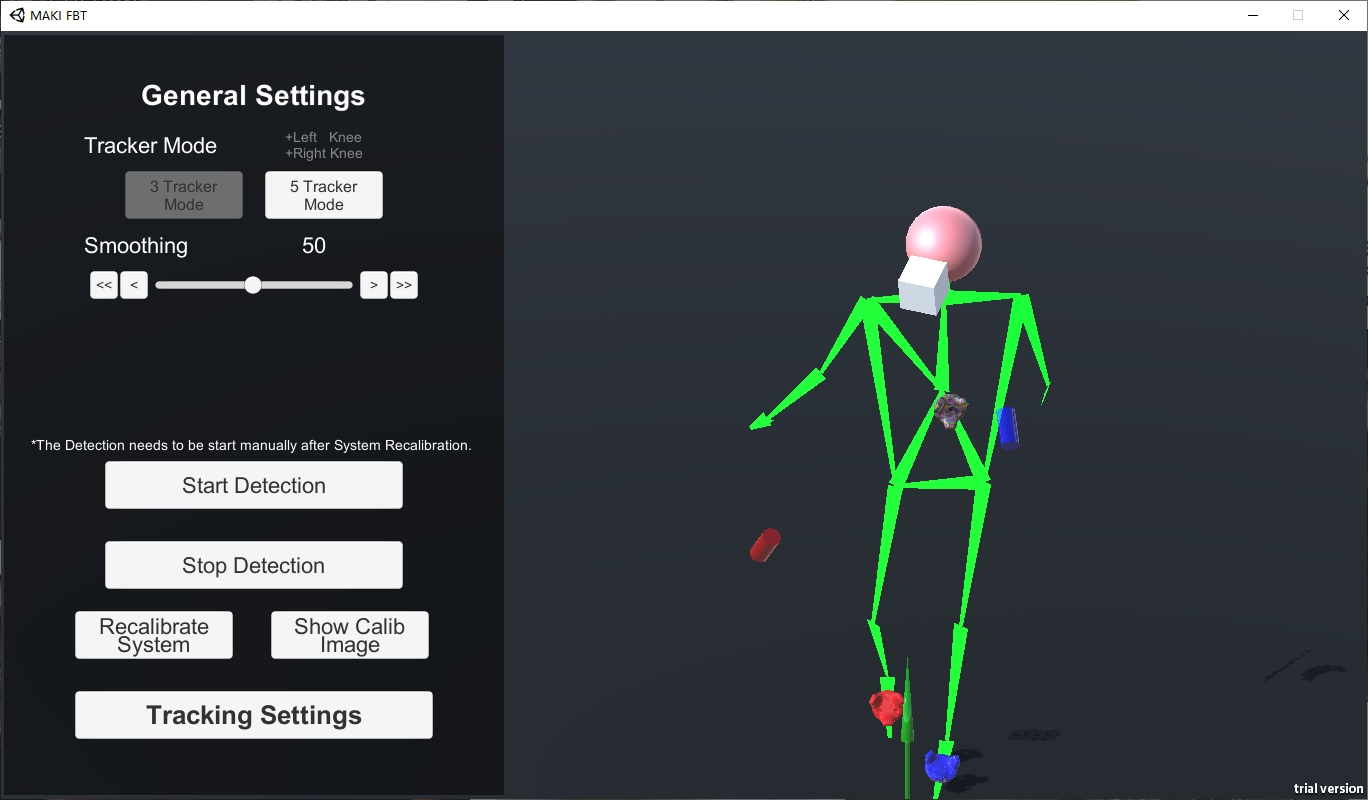 MAKI FBT
General Settings
Tracker Mode
+Left Knee
+Right Knee
3 Tracker
Mode
5 Tracker
Mode
Smoothing 50
<< < > >>
*The Detection needs to be start manually after System Recalibration.
Start Detection
Stop Detection
Recalibrate
System
Show Calib
Image
Tracking Settings
trial version